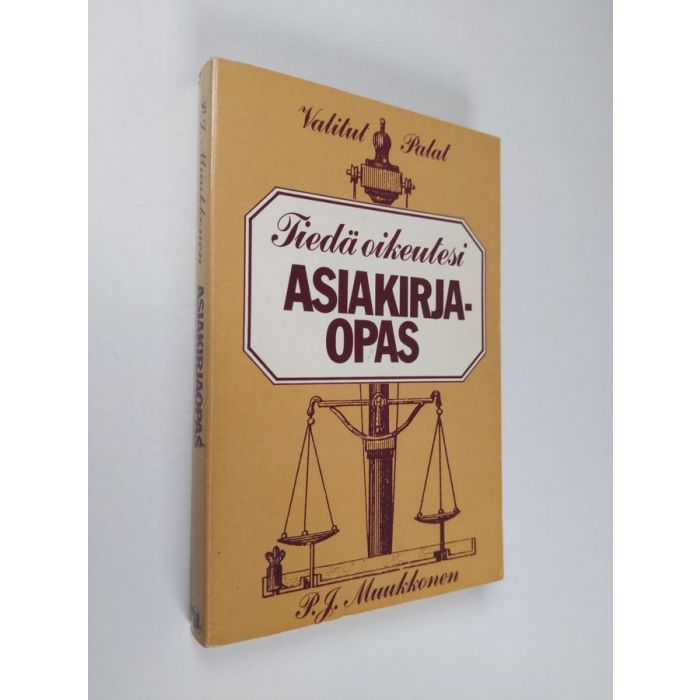 Valitut Palat
Tiedä oikeutesi
ASIAKIRJA-
OPAS
P.J. Muukkonen
P.J. Muukkonen ASIAKIRJAOPAS